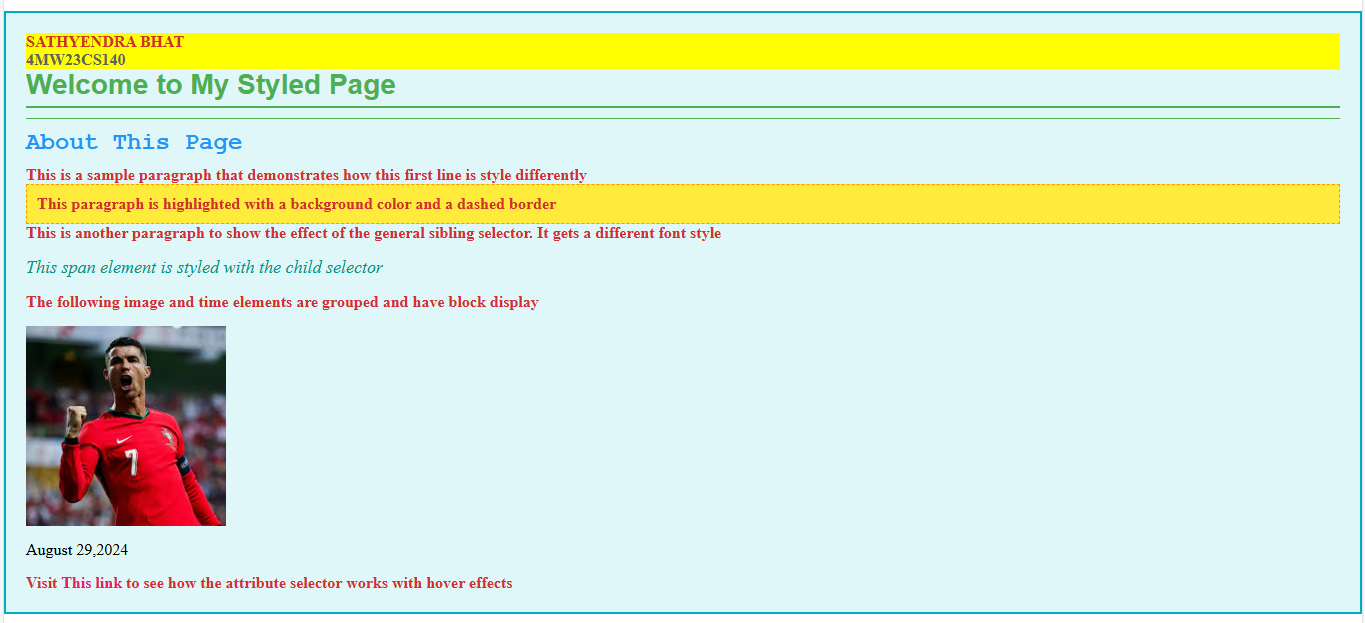 SATHYENDRA BHAT
4MW23CS140
Welcome to My Styled Page
About This Page
This is a sample paragraph that demonstrates how this first line is style differently
This paragraph is highlighted with a background color and a dashed border
This is another paragraph to show the effect of the general sibling selector. It gets a different font style
This span element is styled with the child selector
The following image and time elements are grouped and have block display
7
August 29,2024
Visit This link to see how the attribute selector works with hover effects